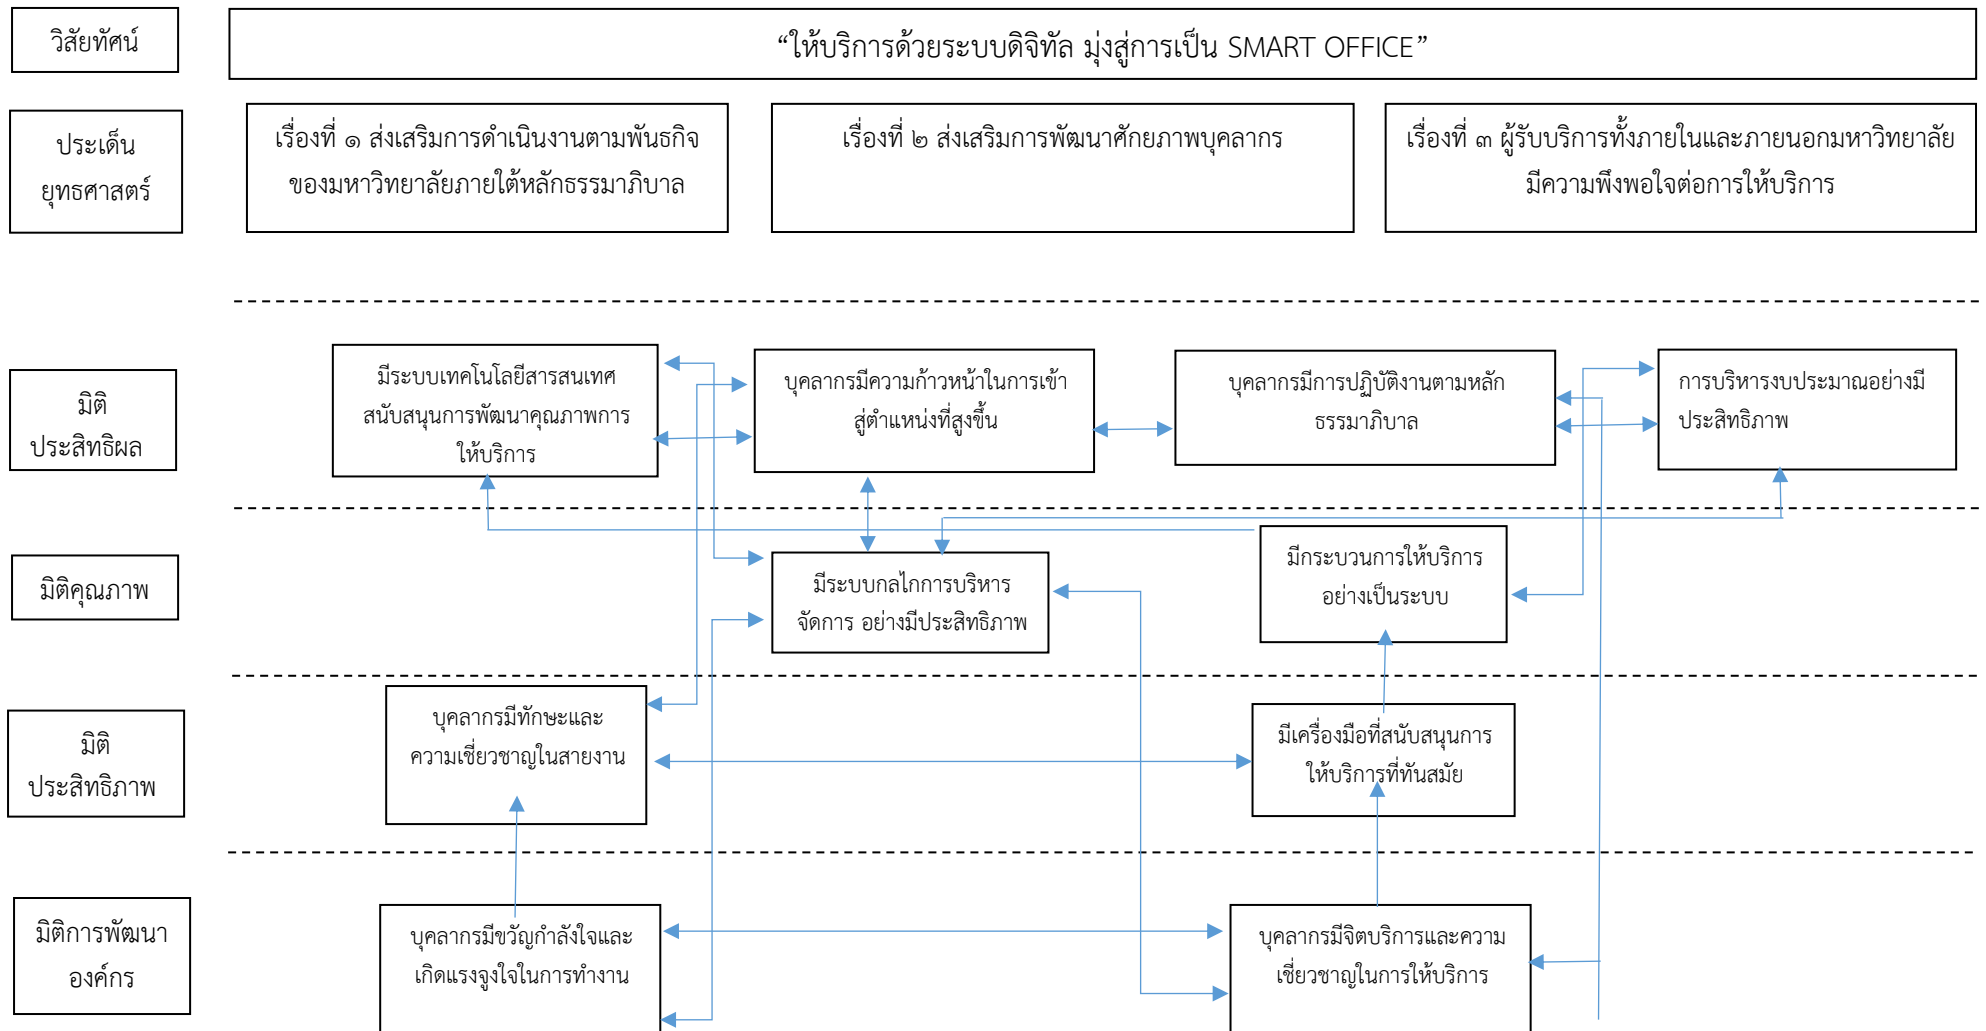 วิสัยทัศน์
“ให้บริการด้วยระบบดิจิทัล มุ่งสู่การเป็น SMART OFFICE”
ประเด็น
ยุทธศาสตร์
เรื่องที่ ๑ ส่งเสริมการดำเนินงานตามพันธกิจ
ของมหาวิทยาลัยภายใต้หลักธรรมาภิบาล
เรื่องที่ ๒ ส่งเสริมการพัฒนาศักยภาพบุคลากร
เรื่องที่ ๓ ผู้รับบริการทั้งภายในและภายนอกมหาวิทยาลัย
มีความพึงพอใจต่อการให้บริการ
มิติ
ประสิทธิผล
มีระบบเทคโนโลยีสารสนเทศ
สนับสนุนการพัฒนาคุณภาพการ
ให้บริการ
บุคลากรมีความก้าวหน้าในการเข้า
สู่ตำแหน่งที่สูงขึ้น
บุคลากรมีการปฏิบัติงานตามหลัก
ธรรมาภิบาล
การบริหารงบประมาณอย่างมี
ประสิทธิภาพ
มิติคุณภาพ
มีระบบกลไกการบริหาร
จัดการ อย่างมีประสิทธิภาพ
มีกระบวนการให้บริการ
อย่างเป็นระบบ
มิติ
ประสิทธิภาพ
บุคลากรมีทักษะและ
ความเชี่ยวชาญในสายงาน
มีเครื่องมือที่สนับสนุนการ
ให้บริการที่ทันสมัย
มิติการพัฒนา
องค์กร
บุคลากรมีขวัญกำลังใจและ
เกิดแรงจูงใจในการทำงาน
บุคลากรมีจิตบริการและความ
เชี่ยวชาญในการให้บริการ